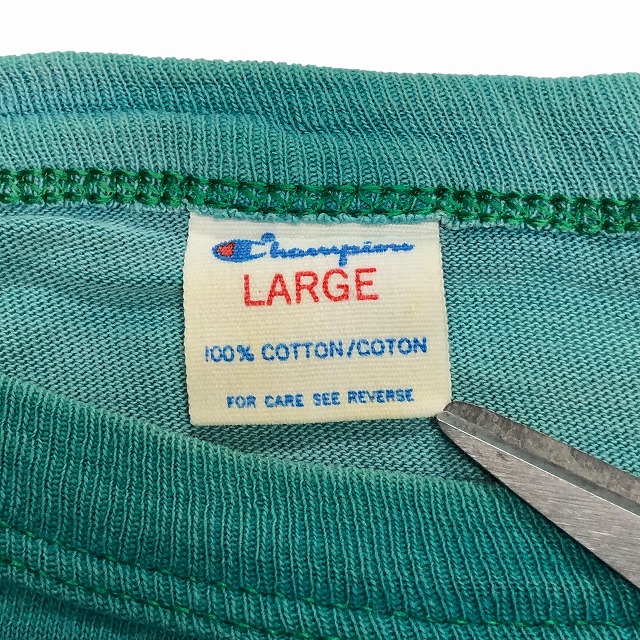 Champion
LARGE
100% COTTON/COTON
FOR CARE SEE REVERSE